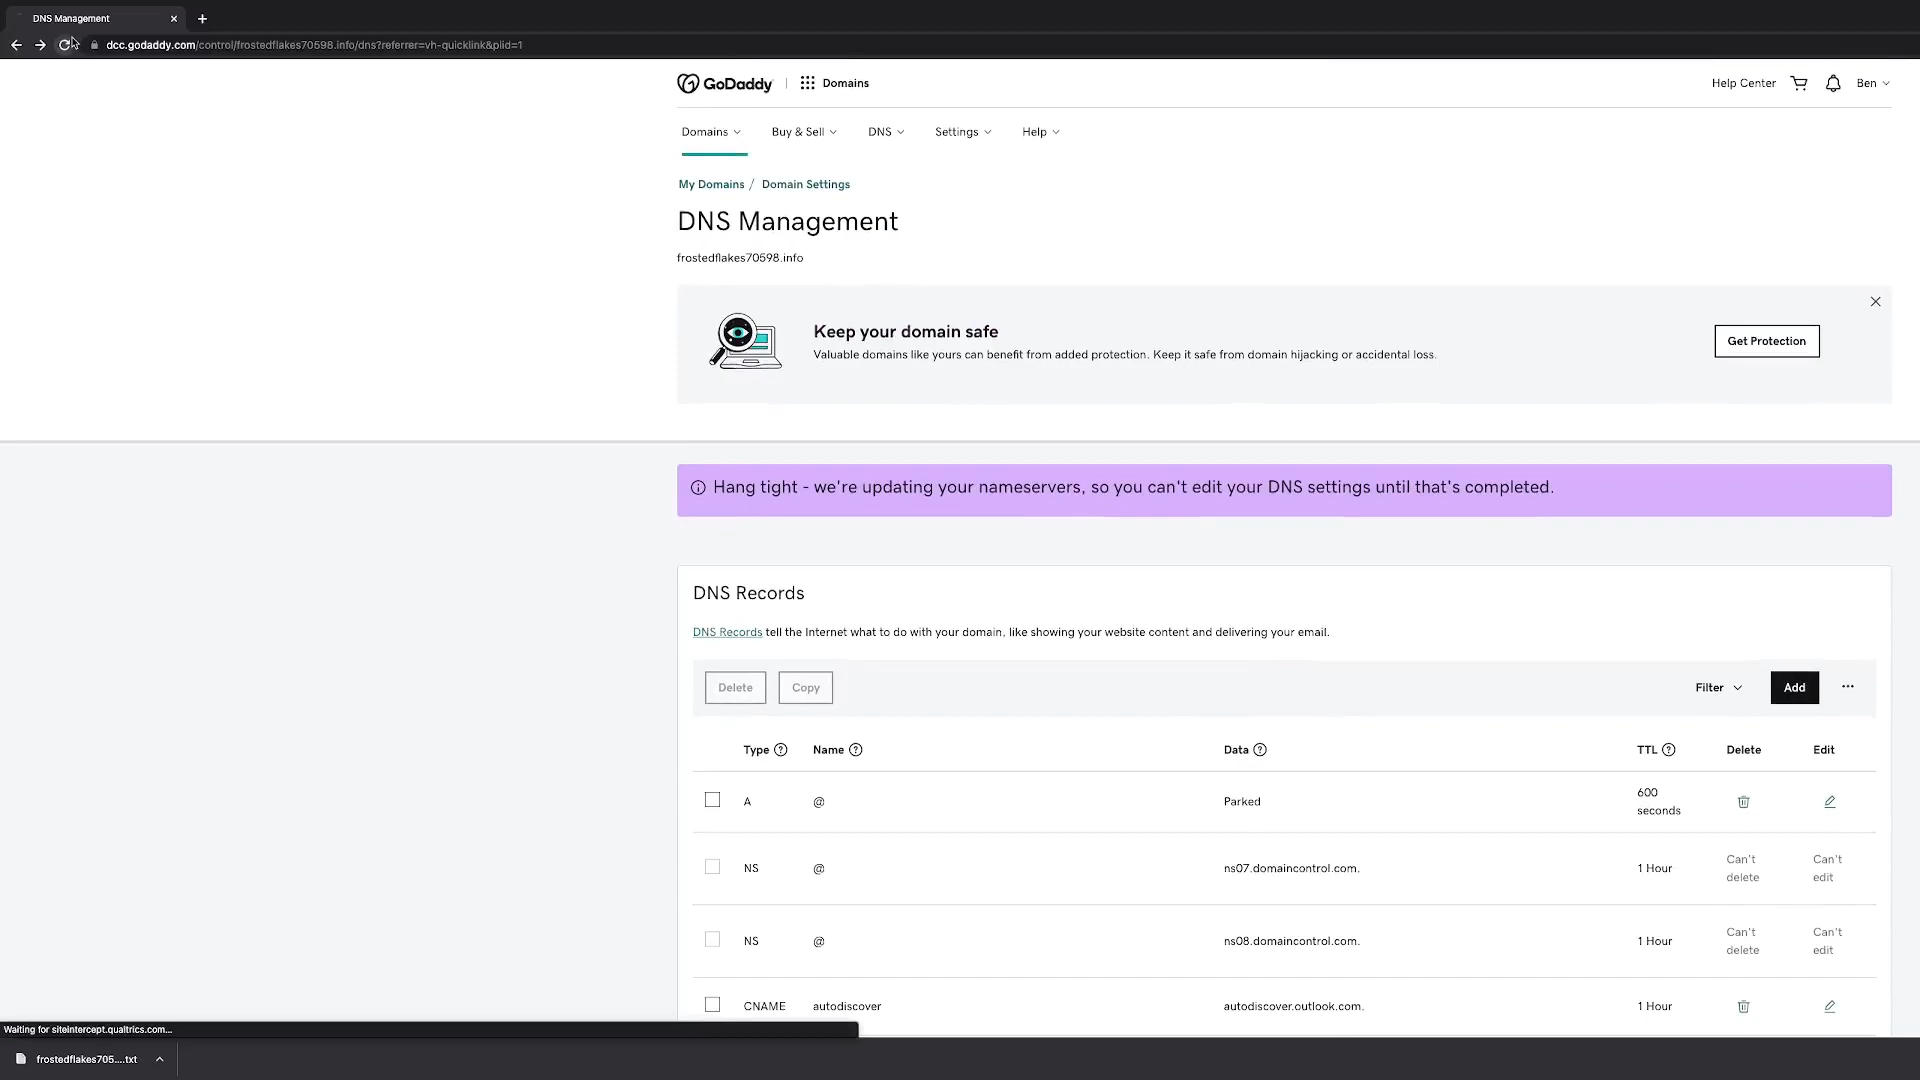 DNS Management
dcc.godaddy.com/control/frostedflakes70598.info/dns?referrer=vh-quicklink&plid=1
GoDaddy
Domains
Help Center
Ben
Domains
Buy & Sell
DNS
Settings
Help
My Domains / Domain Settings
DNS Management
frostedflakes70598.info
Keep your domain safe
Valuable domains like yours can benefit from added protection. Keep it safe from domain hijacking or accidental loss.
Get Protection
Hang tight - we're updating your nameservers, so you can't edit your DNS settings until that's completed.
DNS Records
DNS Records tell the Internet what to do with your domain, like showing your website content and delivering your email.
Delete
Copy
Filter
Add
Type
Name
Data
TTL
Delete
Edit
A
@
Parked
600
seconds
NS
@
ns07.domaincontrol.com.
1 Hour
Can't
delete
Can't
edit
NS
@
ns08.domaincontrol.com.
1 Hour
Can't
delete
Can't
edit
CNAME
autodiscover
autodiscover.outlook.com.
1 Hour
Waiting for siteintercept.qualtrics.com...
frostedflakes705....txt